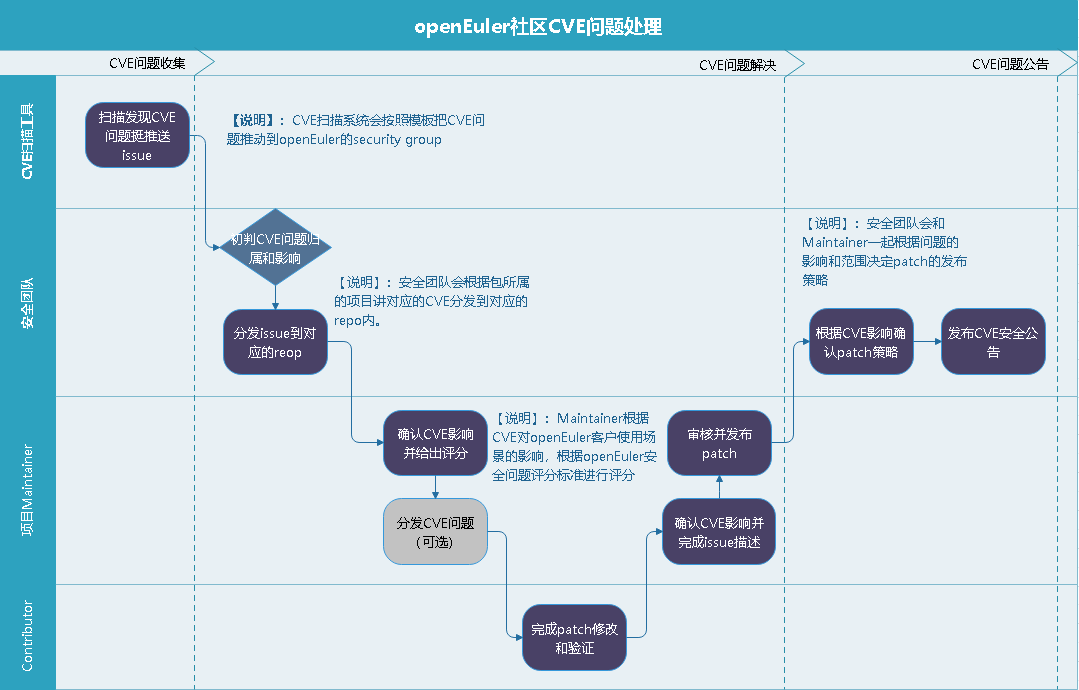 openEuler社区CVE问题处理
CVE问题收集
CVE问题解决
CVE问题公告
CVE扫描工具
扫描发现CVE
问题挺推送
issue
【说明】：CVE扫描系统会按照模板把CVE问
题推动到openEuler的security group
安全团队
初判CVE问题归
属和影响
【说明】：安全团队会根据包所属
的项目讲对应的CVE分发到对应的
repo内。
分发issue到对
应的reop
【说明】：安全团队会和
Maintainer一起根据问题的
影响和范围决定patch的发布
策略
根据CVE影响确
认patch策略
发布CVE安全公
告
项目Maintainer
确认CVE影响
并给出评分
【说明】：Maintainer根据
CVE对openEuler客户使用场
景的影响，根据openEuler安
全问题评分标准进行评分
审核并发布
patch
分发CVE问题
（可选）
确认CVE影响并
完成issue描述
Contributor
完成patch修改
和验证